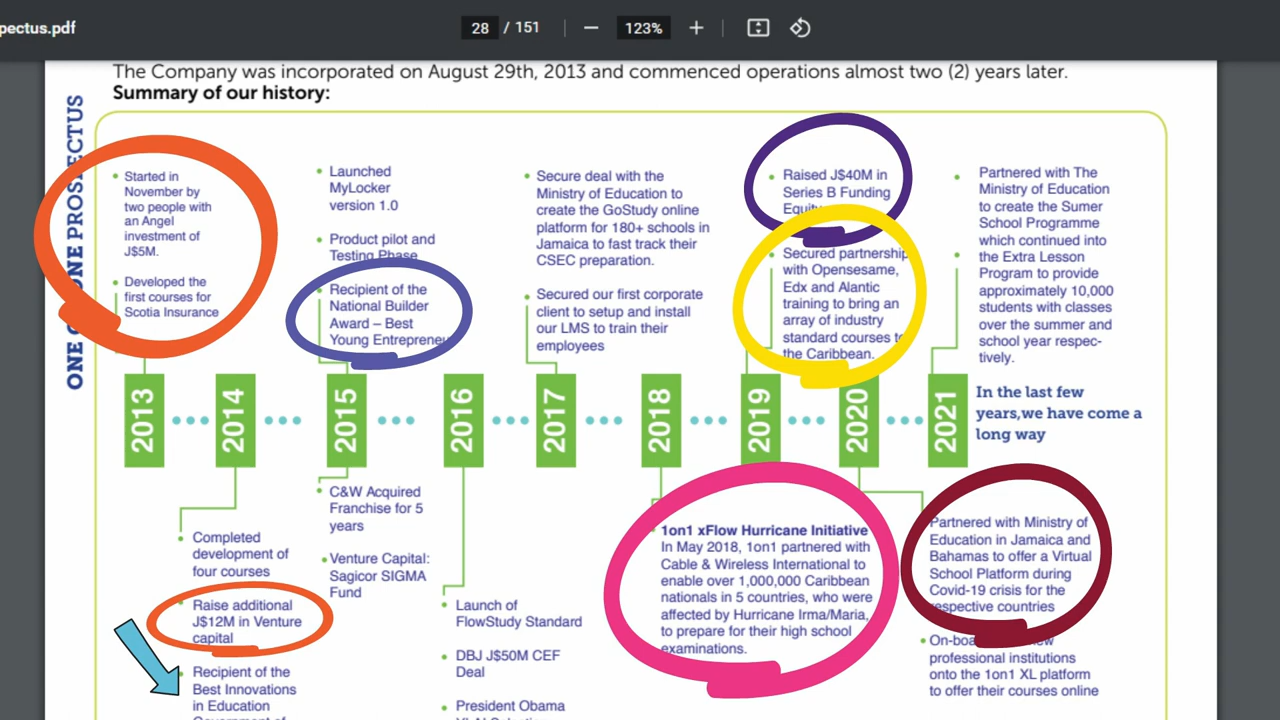 pectus.pdf
28 / 151
123%
The Company was incorporated on August 29th, 2013 and commenced operations almost two (2) years later.
Summary of our history:
PROSPECTUS
ONE
ONE
Started in
November by
two people with
an Angel
investment of
J$5M.
Developed the
first courses for
Scotia Insurance
Launched
MyLocker
version 1.0
Product pilot and
Testing Phase
Recipient of the
National Builder
Award – Best
Young Entrepreneu
Secure deal with the
Ministry of Education to
create the GoStudy online
platform for 180+ schools in
Jamaica to fast track their
CSEC preparation.
Secured our first corporate
client to setup and install
our LMS to train their
employees
Raised J$40M in
Series B Funding
Equity
Secured partnership
with Opensesame,
Edx and Alantic
training to bring an
array of industry
standard courses to
the Caribbean.
Partnered with The
Ministry of Education
to create the Sumer
School Programme
which continued into
the Extra Lesson
Program to provide
approximately 10,000
students with classes
over the summer and
school year respec-
tively.
2013
2014
2015
2016
2017
2018
2019
2020
2021
In the last few
years,we have come a
long way
Completed
development of
four courses
Raise additional
J$12M in Venture
capital
Recipient of the
Best Innovations
in Education
C&W Acquired
Franchise for 5
years
Venture Capital:
Sagicor SIGMA
Fund
Launch of
FlowStudy Standard
DBJ J$50M CEF
Deal
President Obama
1on1 xFlow Hurricane Initiative
In May 2018, 1on1 partnered with
Cable & Wireless International to
enable over 1,000,000 Caribbean
nationals in 5 countries, who were
affected by Hurricane Irma/Maria,
to prepare for their high school
examinations.
Partnered with Ministry of
Education in Jamaica and
Bahamas to offer a Virtual
School Platform during
Covid-19 crisis for the
respective countries
professional institutions
onto the 1on1 XL platform
to offer their courses online